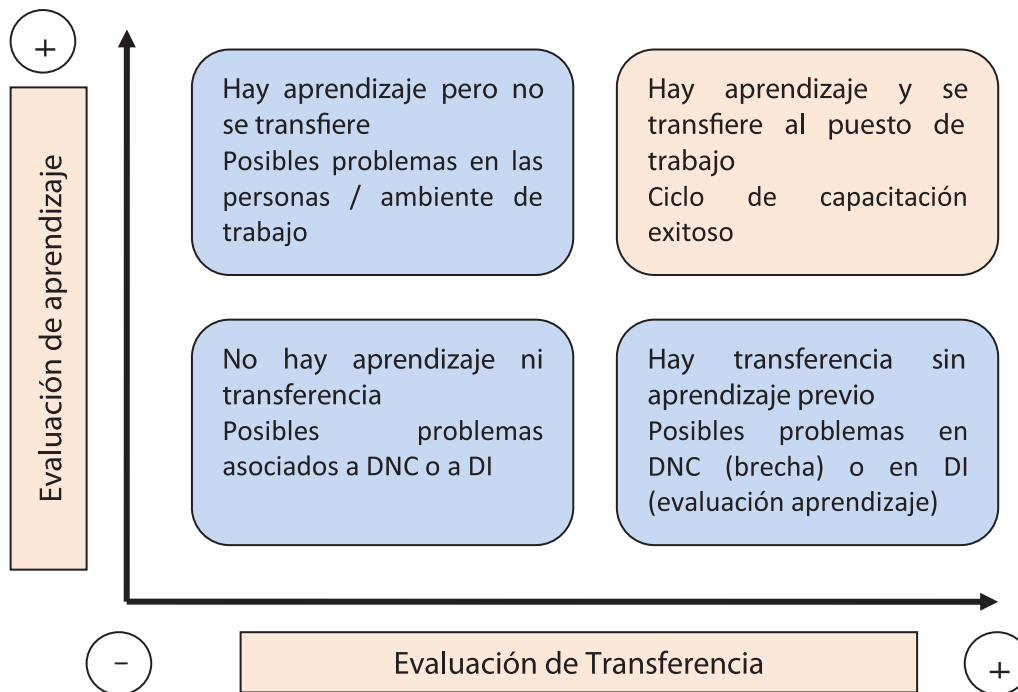 +
Evaluación de aprendizaje
Hay aprendizaje pero no
se transfiere
Posibles problemas en las
personas / ambiente de
trabajo
Hay aprendizaje y se
transfiere al puesto de
trabajo
Ciclo de capacitación
exitoso
No hay aprendizaje ni
transferencia
Posibles problemas
asociados a DNC o a DI
Hay transferencia sin
aprendizaje previo
Posibles problemas en
DNC (brecha) o en DI
(evaluación aprendizaje)
-
Evaluación de Transferencia
+